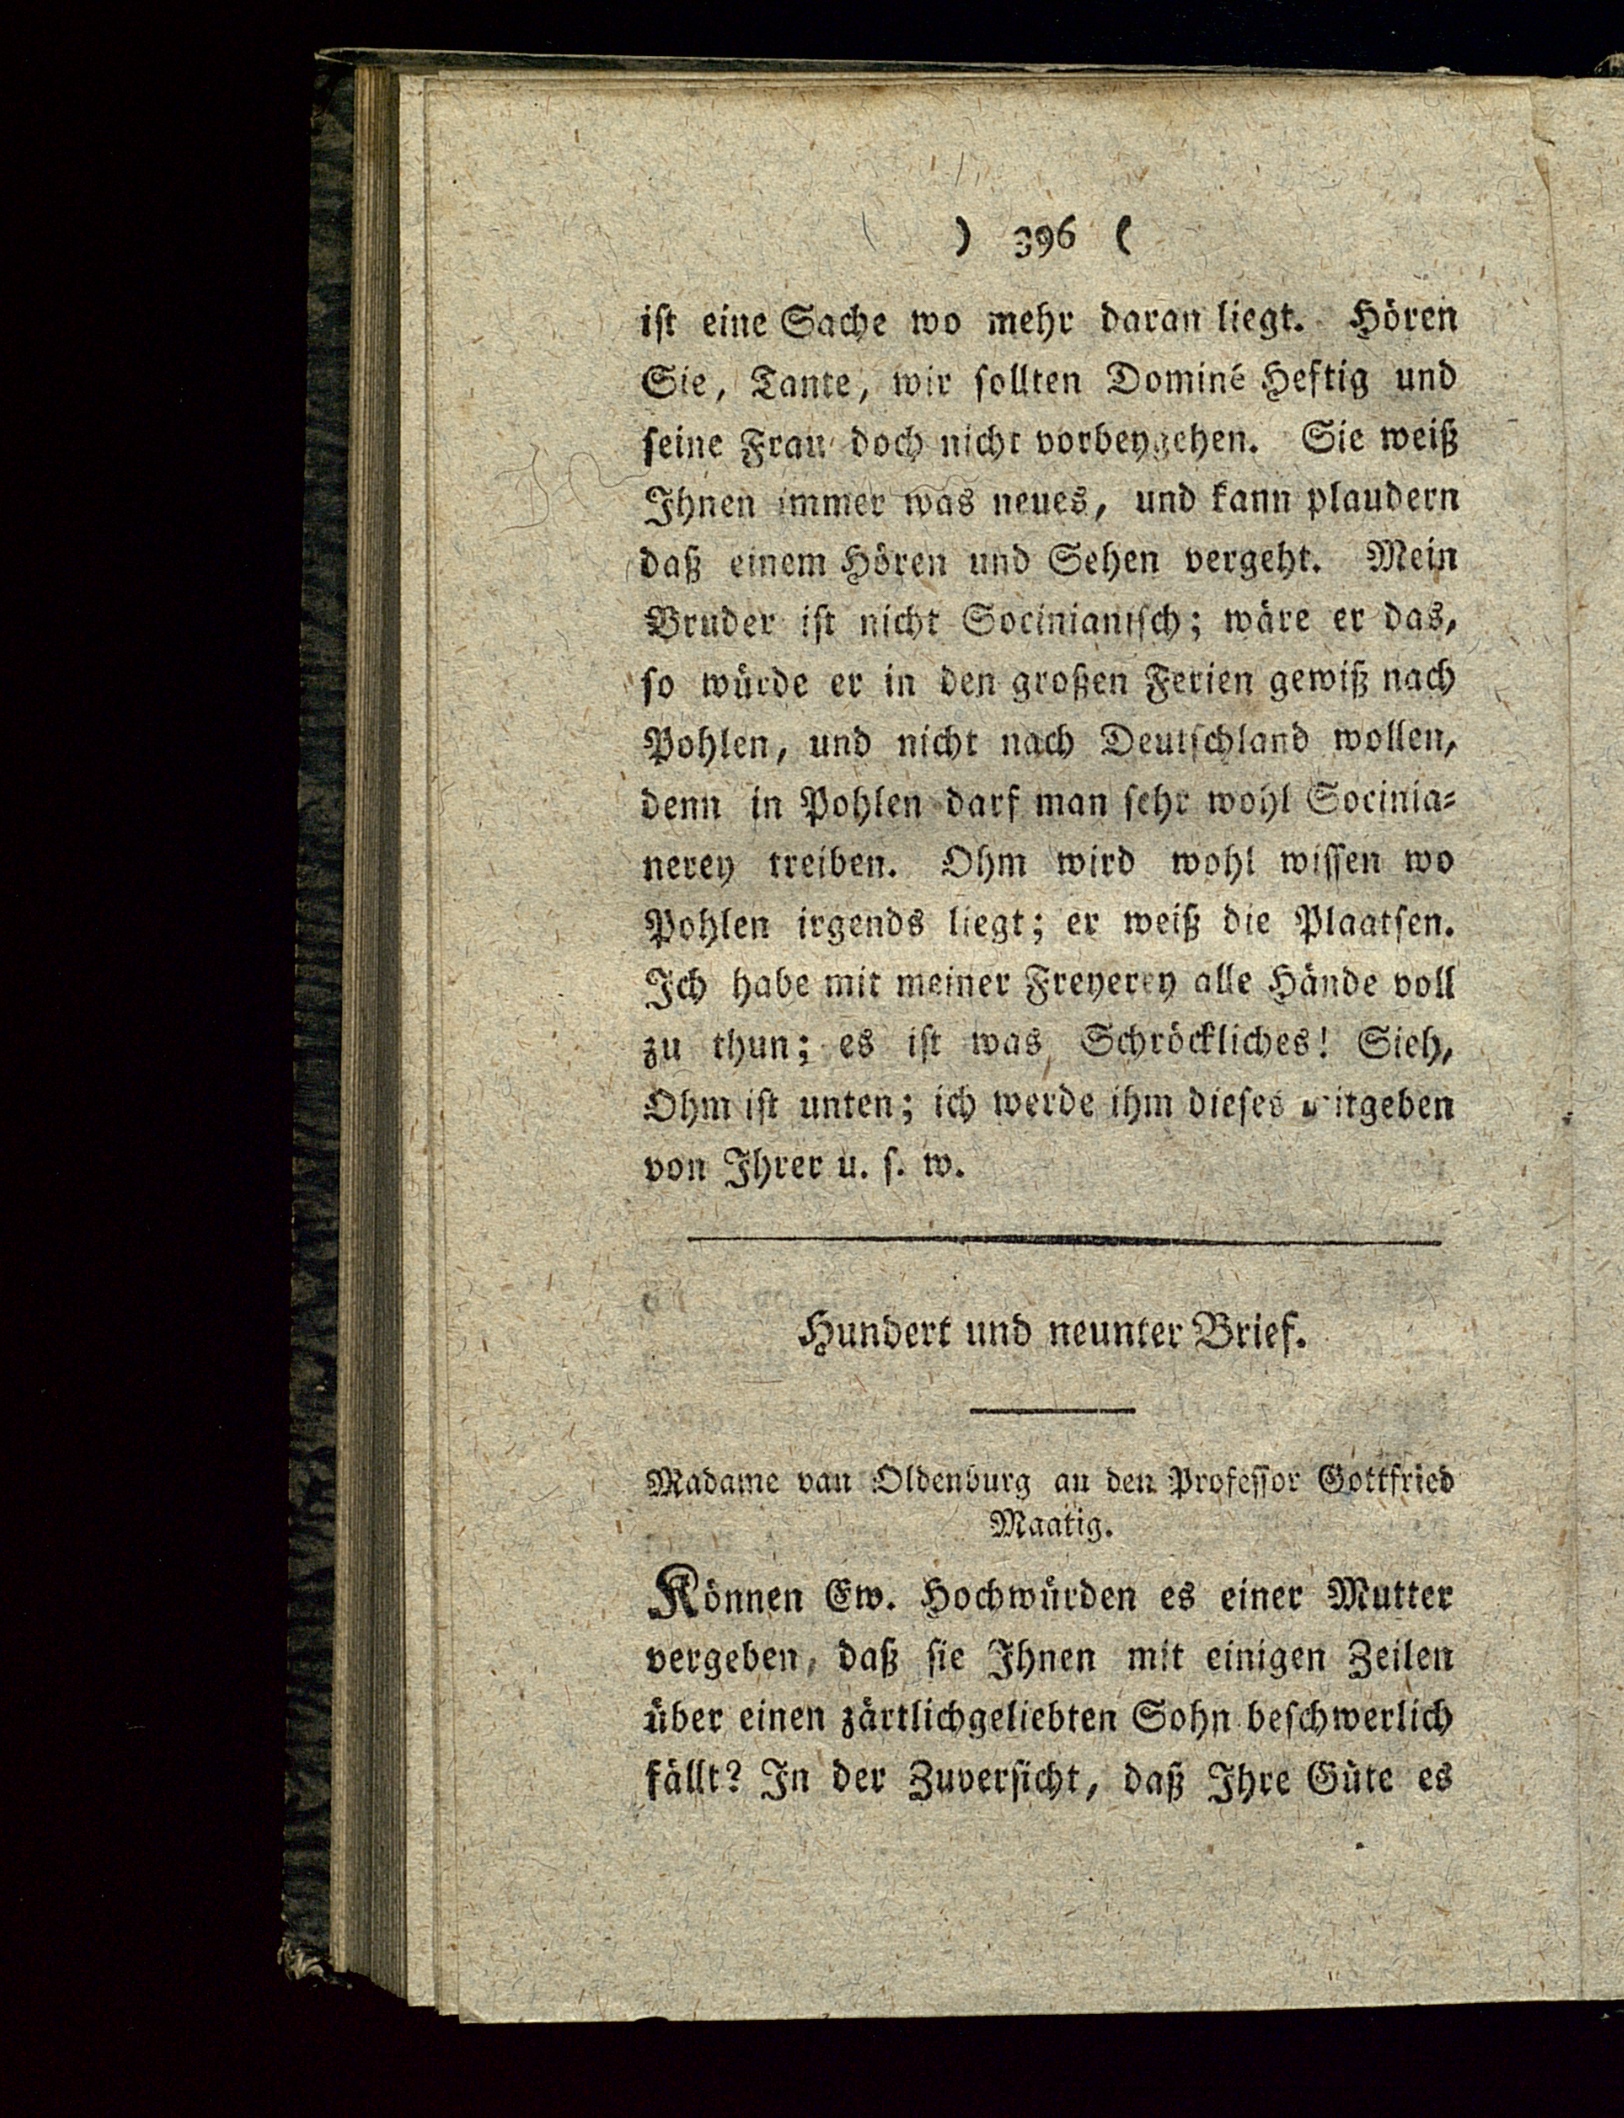 ) 396 (
ist eine Sache wo mehr daran liegt. Hören
Sie, Tante, wir sollten Dominé Heftig und
seine Frau doch nicht vorbeygehen. Sie weiß
Ihnen immer was neues, und kann plaudern
daß einem Hören und Sehen vergeht. Mein
Bruder ist nicht Socinianisch; wäre er das,
so würde er in den großen Ferien gewiß nach
Pohlen, und nicht nach Deutschland wollen,
denn in Pohlen darf man sehr wohl Socinia-
nerey treiben. Ohm wird wohl wissen wo
Pohlen irgends liegt; er weiß die Plaatsen.
Ich habe mit meiner Freyerey alle Hände voll
zu thun; es ist was Schröckliches! Sieh,
Ohm ist unten; ich werde ihm dieses mitgeben
von Ihrer u. s. w.
Hundert und neunter Brief.
Madame van Oldenburg an den Professor Gottfried
Maatig.
Können Ew. Hochwürden es einer Mutter
vergeben, daß sie Ihnen mit einigen Zeilen
über einen zärtlichgeliebten Sohn beschwerlich
fällt? In der Zuversicht, daß Ihre Güte es